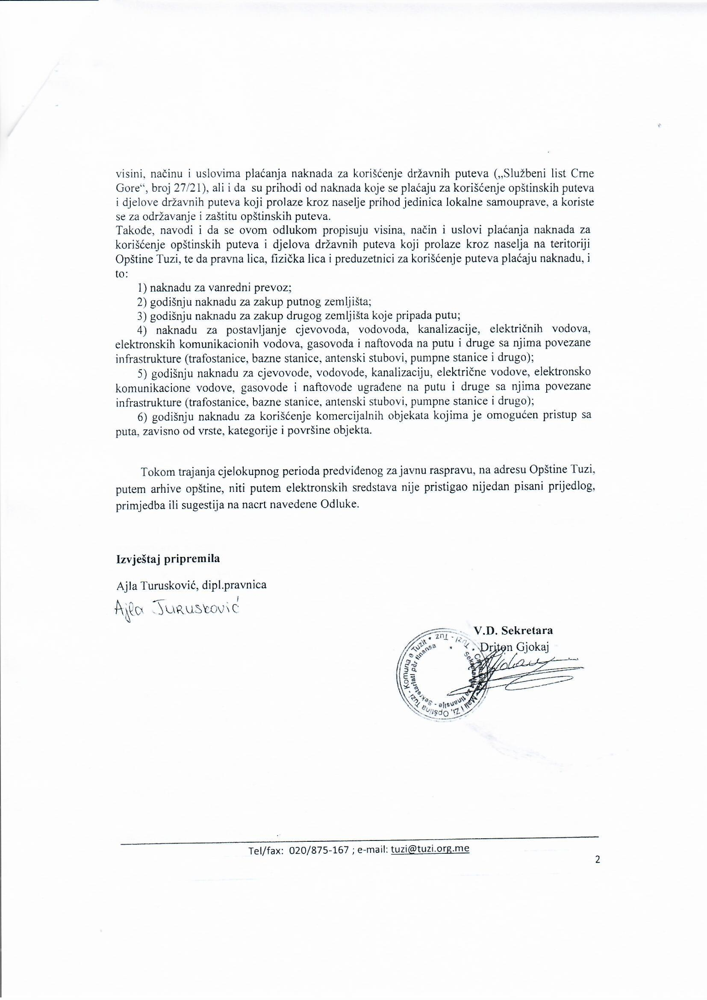 visini, načinu i uslovima plaćanja naknada za korišćenje državnih puteva („Službeni list Crne
Gore“, broj 27/21), ali i da su prihodi od naknada koje se plaćaju za korišćenje opštinskih puteva
i djelove državnih puteva koji prolaze kroz naselje prihod jedinica lokalne samouprave, a koriste
se za održavanje i zaštitu opštinskih puteva.
Takođe, navodi i da se ovom odlukom propisuju visina, način i uslovi plaćanja naknada za
korišćenje opštinskih puteva i djelova državnih puteva koji prolaze kroz naselja na teritoriji
Opštine Tuzi, te da pravna lica, fizička lica i preduzetnici za korišćenje puteva plaćaju naknadu, i
to:
1) naknadu za vanredni prevoz;
2) godišnju naknadu za zakup putnog zemljišta;
3) godišnju naknadu za zakup drugog zemljišta koje pripada putu;
4) naknadu za postavljanje cjevovoda, vodovoda, kanalizacije, električnih vodova,
elektronskih komunikacionih vodova, gasovoda i naftovoda na putu i druge sa njima povezane
infrastrukture (trafostanice, bazne stanice, antenski stubovi, pumpne stanice i drugo);
5) godišnju naknadu za cjevovode, vodovode, kanalizaciju, električne vodove, elektronsko
komunikacione vodove, gasovode i naftovode ugrađene na putu i druge sa njima povezane
infrastrukture (trafostanice, bazne stanice, antenski stubovi, pumpne stanice i drugo);
6) godišnju naknadu za korišćenje komercijalnih objekata kojima je omogućen pristup sa
puta, zavisno od vrste, kategorije i površine objekta.
Tokom trajanja cjelokupnog perioda predviđenog za javnu raspravu, na adresu Opštine Tuzi,
putem arhive opštine, niti putem elektronskih sredstava nije pristigao nijedan pisani prijedlog,
primjedba ili sugestija na nacrt navedene Odluke.
Izvještaj pripremila
Ajla Turusković, dipl.pravnica
Ajla Turusković
V.D. Sekretara
Driton Gjokaj
Crna Gora - Mali i Zi, Opština Tuzi - Komuna e Tuzit • Tuzi - Tuz •
Sekretarijat za finansije - Sekretariati për finansa
Tel/fax: 020/875-167 ; e-mail: tuzi@tuzi.org.me
2